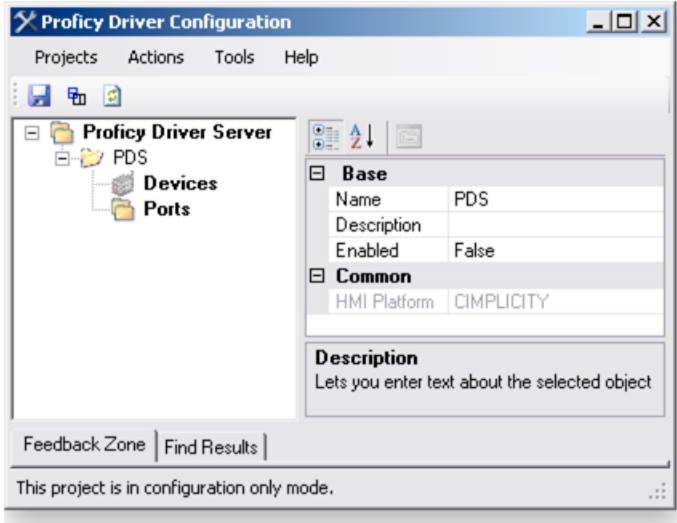 Proficy Driver Configuration
Projects Actions Tools Help
Proficy Driver Server
PDS
Devices
Ports
Base
Name PDS
Description
Enabled False
Common
HMI Platform CIMPLICITY
Description
Lets you enter text about the selected object
Feedback Zone Find Results
This project is in configuration only mode.